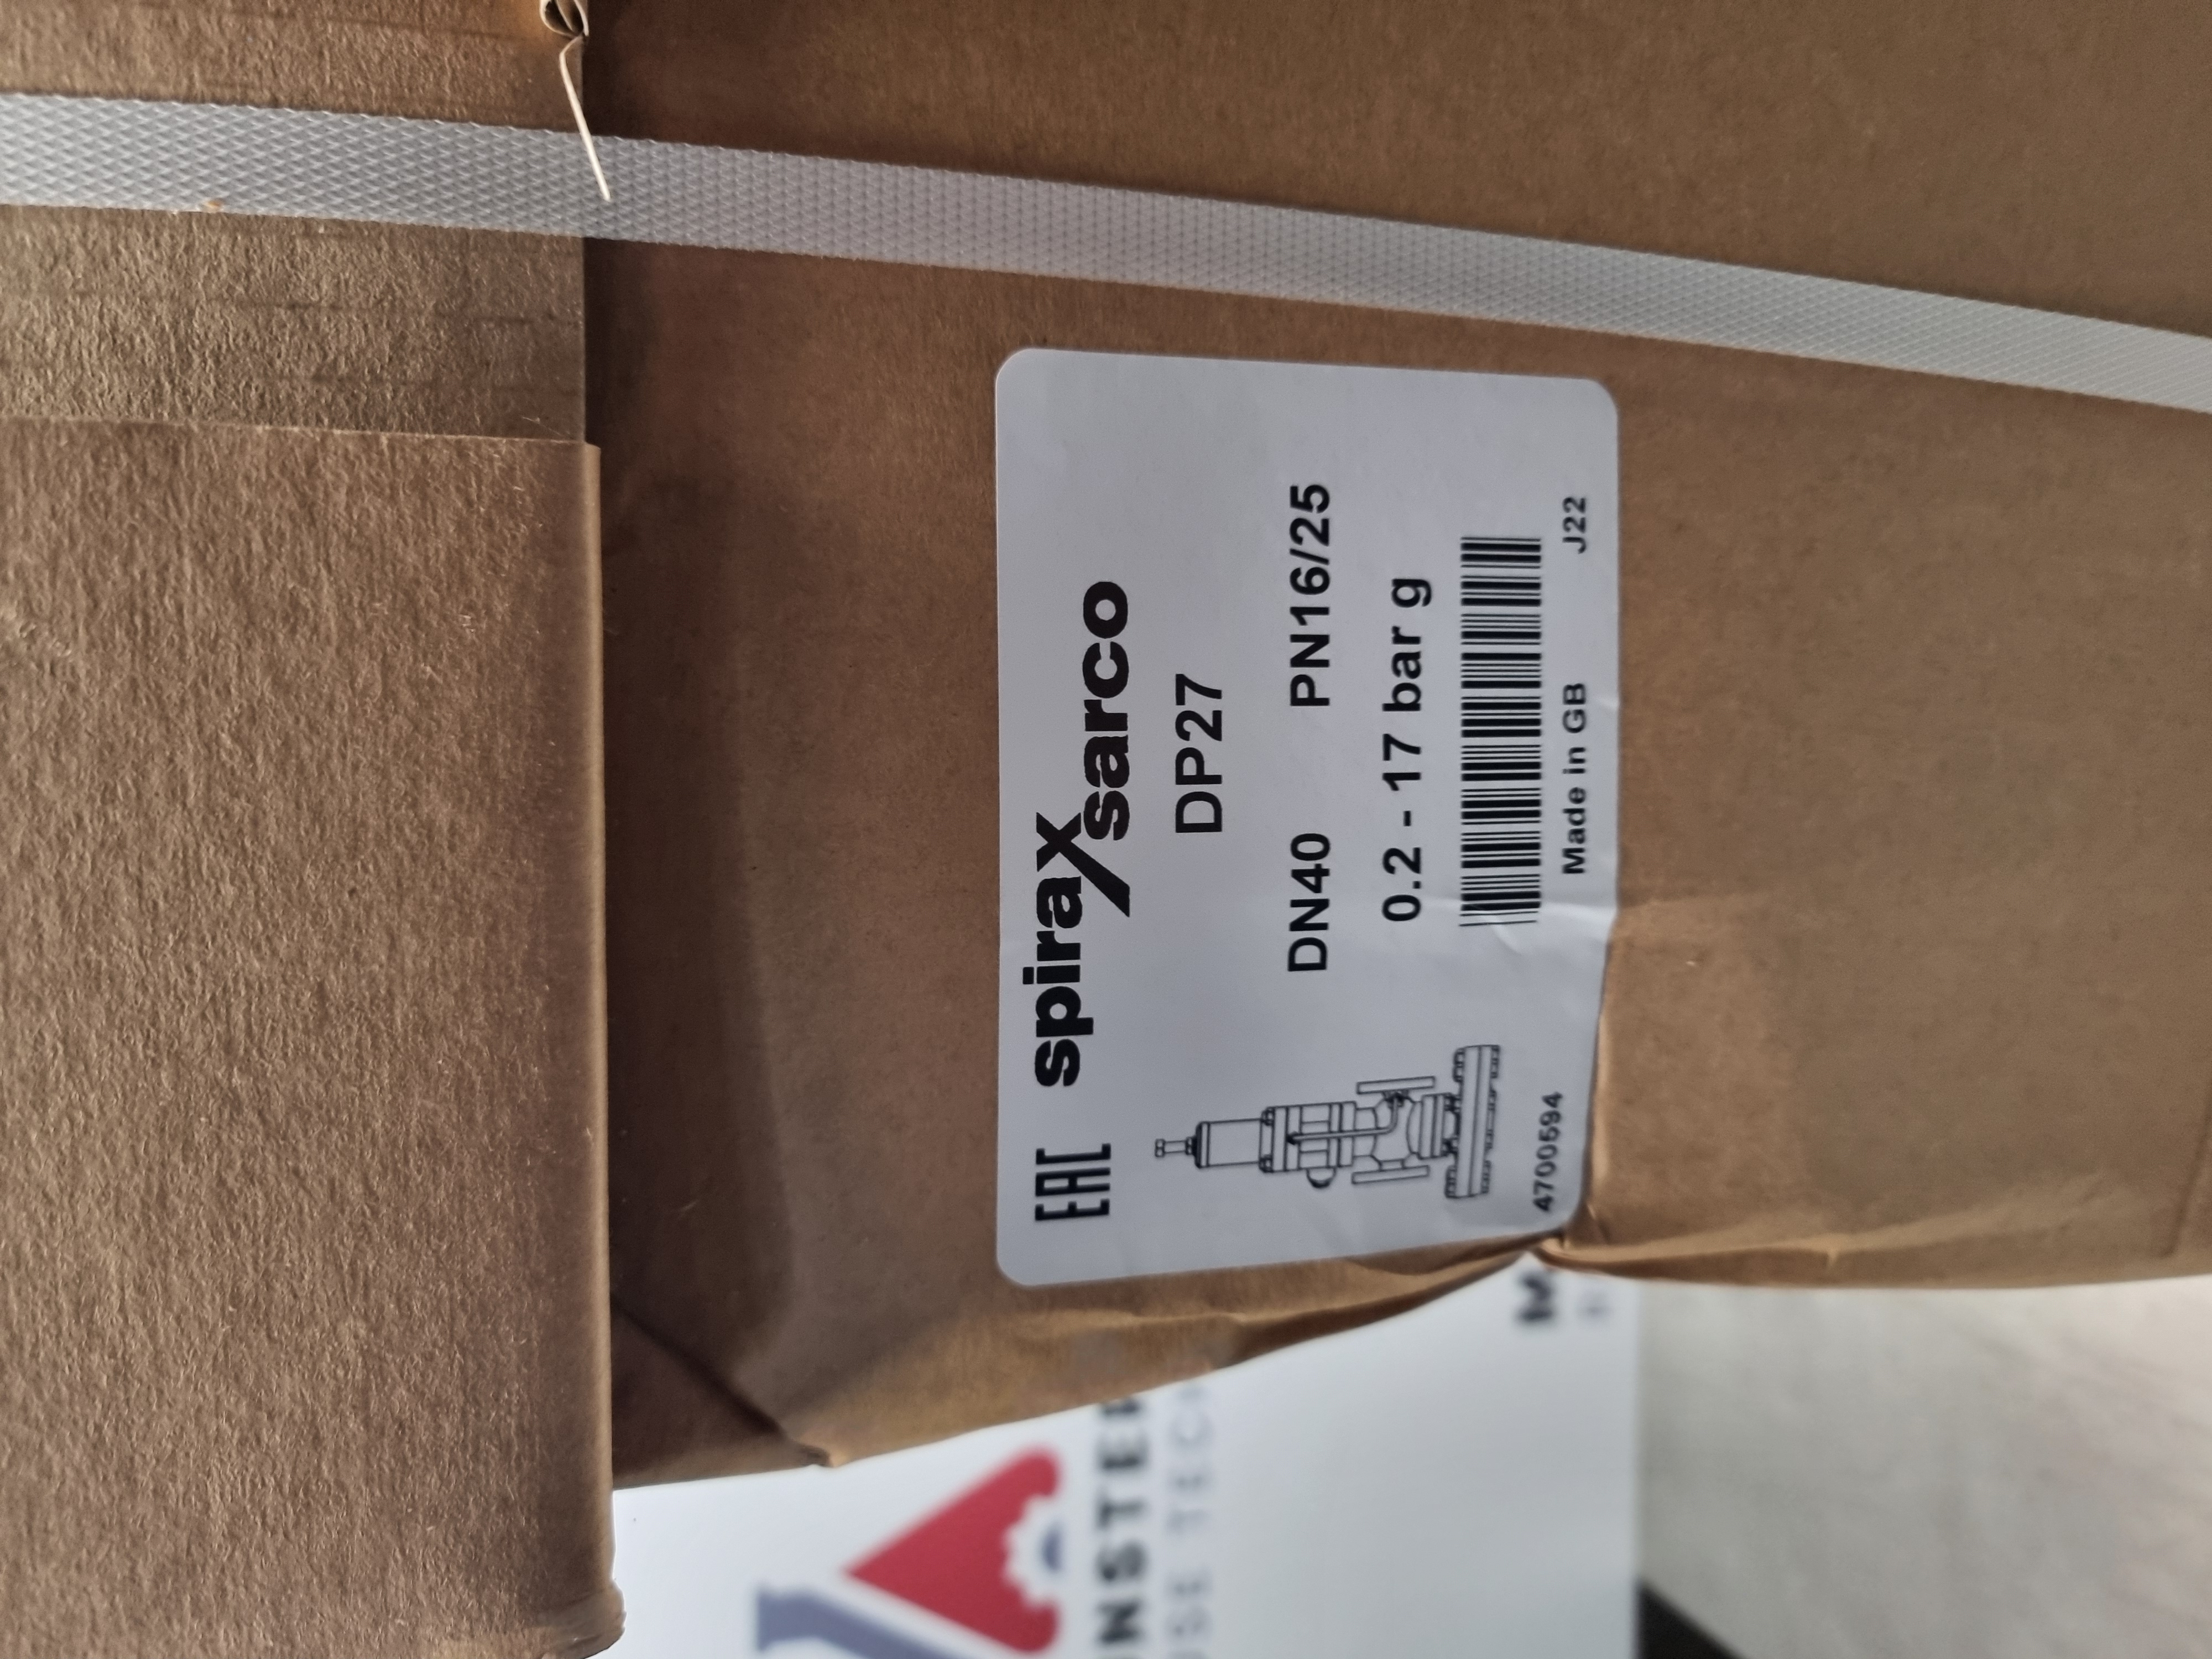 EAC
spirax
sarco
DP27
DN40 PN16/25
0.2 - 17 bar g
4700594 Made in GB J22